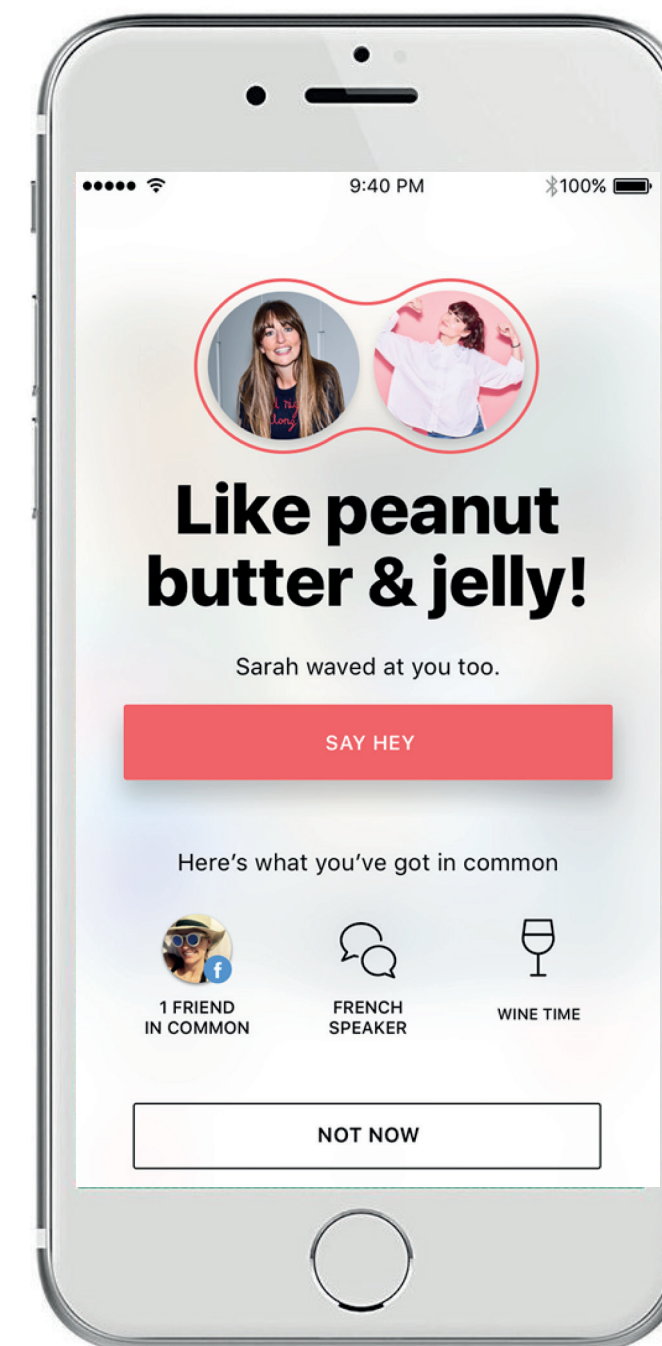 9:40 PM
100%
Like peanut
butter & jelly!
Sarah waved at you too.
SAY HEY
Here's what you've got in common
f
1 FRIEND
IN COMMON
FRENCH
SPEAKER
WINE TIME
NOT NOW